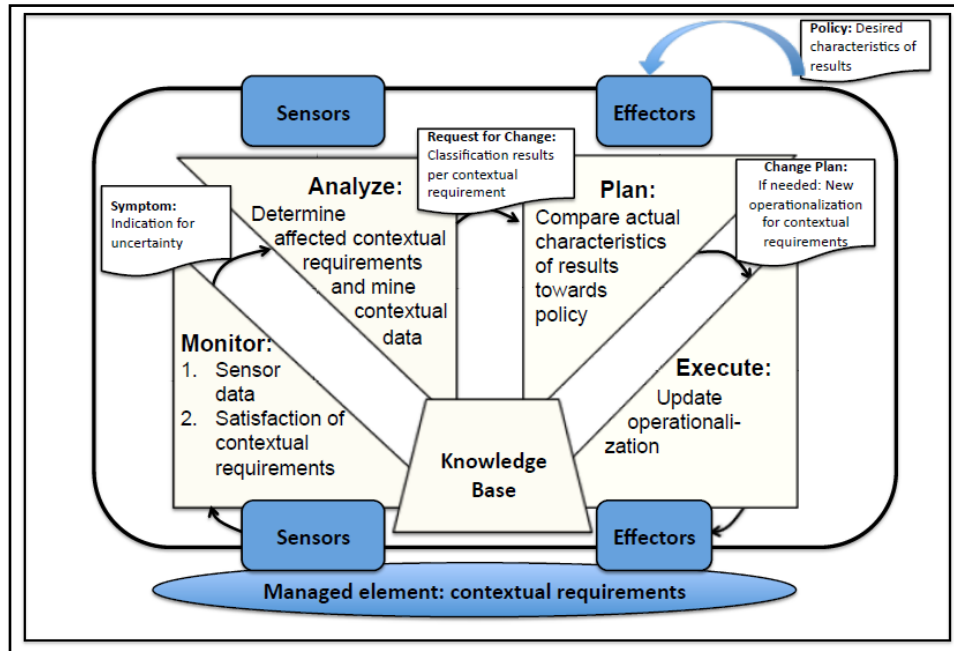 Policy: Desired
characteristics of
results
Sensors
Effectors
Request for Change:
Classification results
per contextual
requirement
Analyze:
Determine
affected contextual
requirements
and mine
contextual
data
Plan:
Compare actual
characteristics
of results
towards
policy
Change Plan:
If needed: New
operationalization
for contextual
requirements
Symptom:
Indication for
uncertainty
Monitor:
1. Sensor
data
2. Satisfaction of
contextual
requirements
Execute:
Update
operationali-
zation
Knowledge
Base
Sensors
Effectors
Managed element: contextual requirements